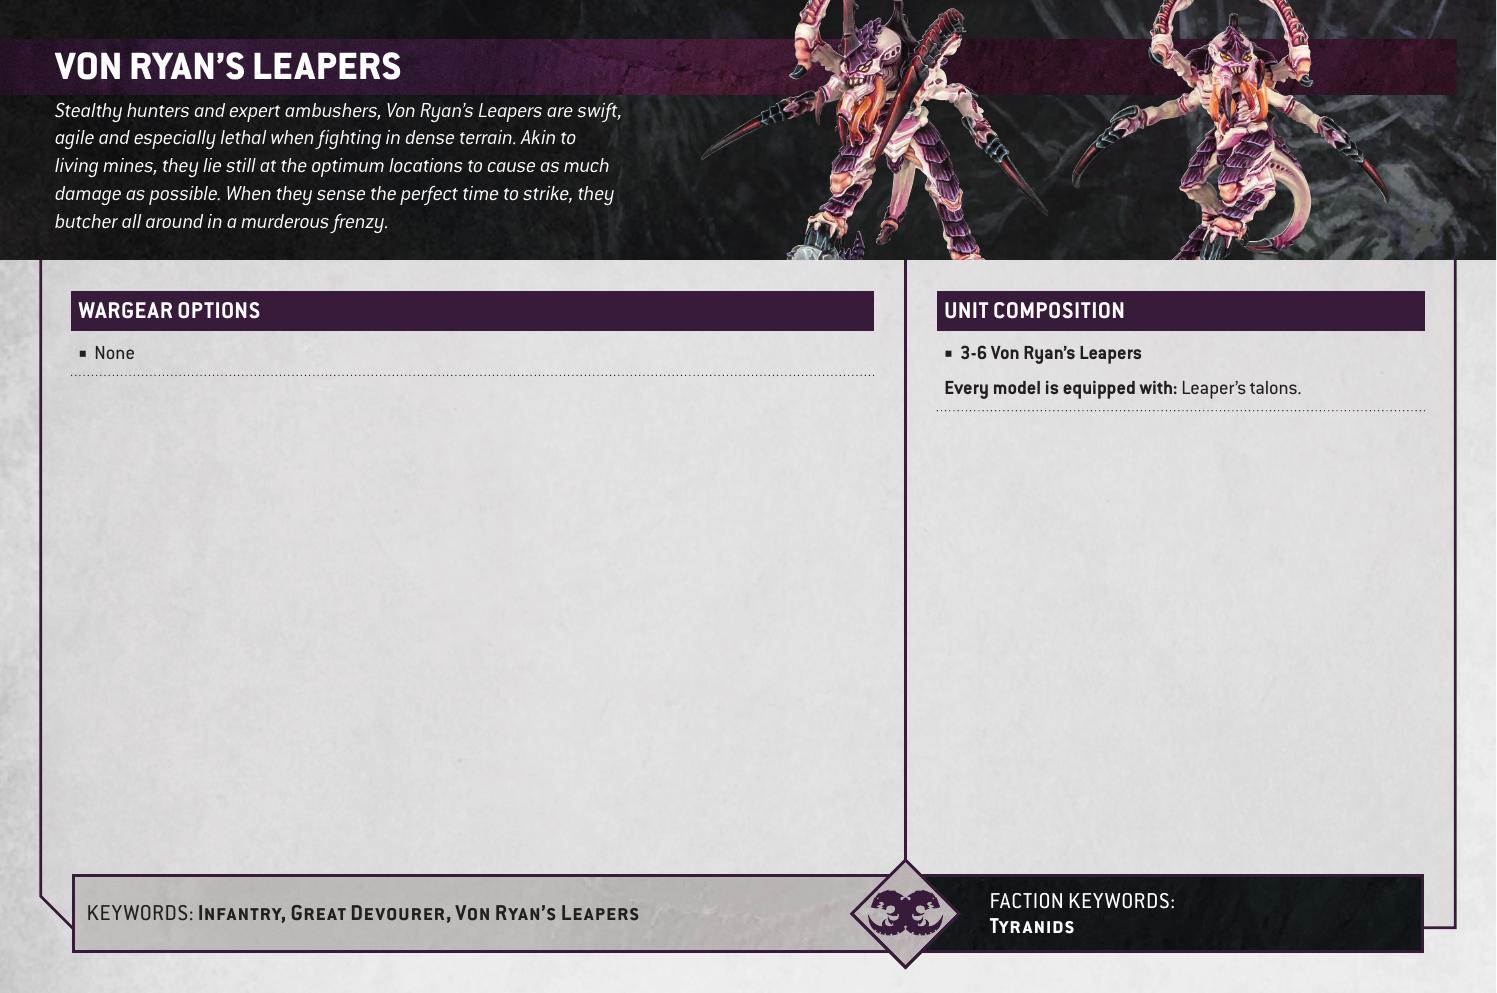 VON RYAN’S LEAPERS
Stealthy hunters and expert ambushers, Von Ryan’s Leapers are swift,
agile and especially lethal when fighting in dense terrain. Akin to
living mines, they lie still at the optimum locations to cause as much
damage as possible. When they sense the perfect time to strike, they
butcher all around in a murderous frenzy.
WARGEAR OPTIONS
▪ None
UNIT COMPOSITION
▪ 3-6 Von Ryan’s Leapers
Every model is equipped with: Leaper’s talons.
KEYWORDS: Infantry, Great Devourer, Von Ryan’s Leapers
FACTION KEYWORDS:
Tyranids